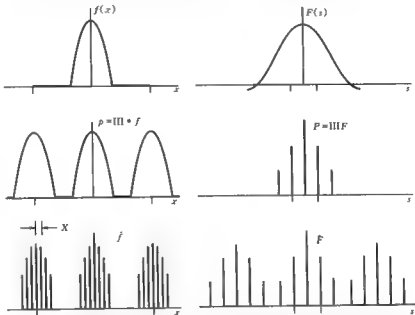 f(x)
F(s)
x
s
p = III * f
P = III F
x
s
X
f̂
F̂
x
s